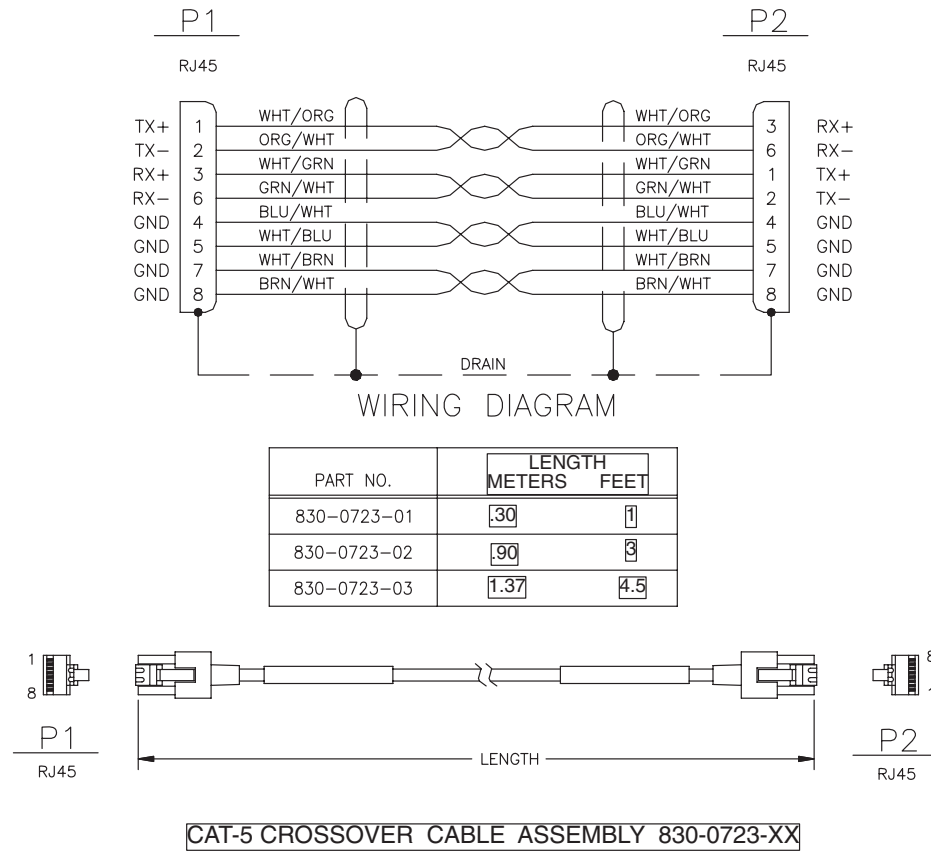 P1 P2
RJ45 RJ45
TX+ 1 WHT/ORG WHT/ORG 3 RX+
TX- 2 ORG/WHT ORG/WHT 6 RX-
RX+ 3 WHT/GRN WHT/GRN 1 TX+
RX- 6 GRN/WHT GRN/WHT 2 TX-
GND 4 BLU/WHT BLU/WHT 4 GND
GND 5 WHT/BLU WHT/BLU 5 GND
GND 7 WHT/BRN WHT/BRN 7 GND
GND 8 BRN/WHT BRN/WHT 8 GND
DRAIN
WIRING DIAGRAM
LENGTH
PART NO. METERS FEET
830-0723-01 .30 1
830-0723-02 .90 3
830-0723-03 1.37 4.5
1 8
8 1
P1 P2
RJ45 LENGTH RJ45
CAT-5 CROSSOVER CABLE ASSEMBLY 830-0723-XX